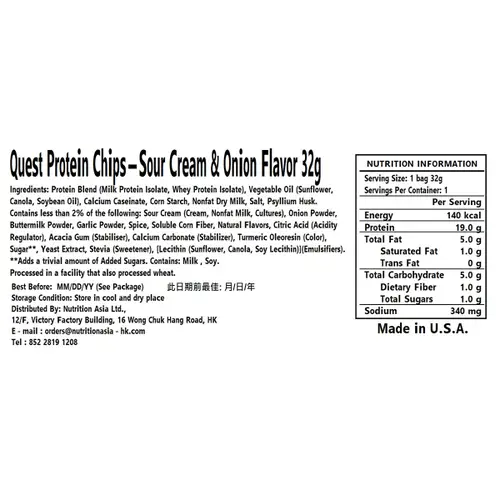 Quest Protein Chips – Sour Cream & Onion Flavor 32g
Ingredients: Protein Blend (Milk Protein Isolate, Whey Protein Isolate), Vegetable Oil (Sunflower,
Canola, Soybean Oil), Calcium Caseinate, Corn Starch, Nonfat Dry Milk, Salt, Psyllium Husk.
Contains less than 2% of the following: Sour Cream (Cream, Nonfat Milk, Cultures), Onion Powder,
Buttermilk Powder, Garlic Powder, Spice, Soluble Corn Fiber, Natural Flavors, Citric Acid (Acidity
Regulator), Acacia Gum (Stabiliser), Calcium Carbonate (Stabilizer), Turmeric Oleoresin (Color),
Sugar**, Yeast Extract, Stevia (Sweetener), [Lecithin (Sunflower, Canola, Soy Lecithin)](Emulsifiers).
**Adds a trivial amount of Added Sugars. Contains: Milk , Soy.
Processed in a facility that also processed wheat.
Best Before: MM/DD/YY (See Package) 此日期前最佳: 月/日/年
Storage Condition: Store in cool and dry place
Distributed By: Nutrition Asia Ltd.,
12/F, Victory Factory Building, 16 Wong Chuk Hang Road, HK
E - mail : orders@nutritionasia - hk.com
Tel : 852 2819 1208
NUTRITION INFORMATION
Serving Size: 1 bag 32g
Servings Per Container: 1
Per Serving
Energy 140 kcal
Protein 19.0 g
Total Fat 5.0 g
Saturated Fat 1.0 g
Trans Fat 0 g
Total Carbohydrate 5.0 g
Dietary Fiber 1.0 g
Total Sugars 1.0 g
Sodium 340 mg
Made in U.S.A.